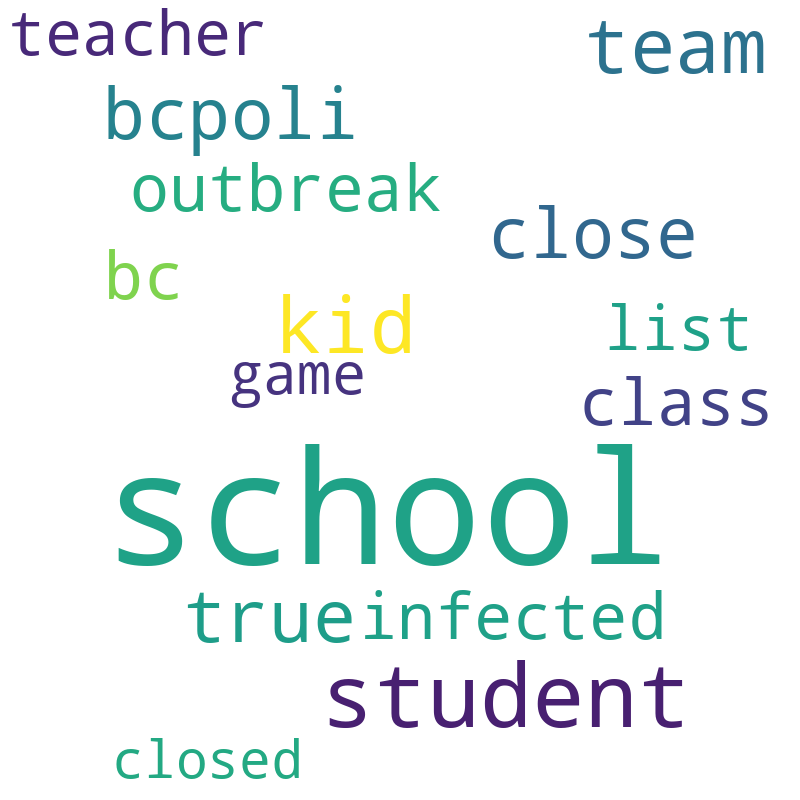 teacher
team
bcpoli
outbreak
close
bc
kid
list
game
class
school
true
infected
student
closed